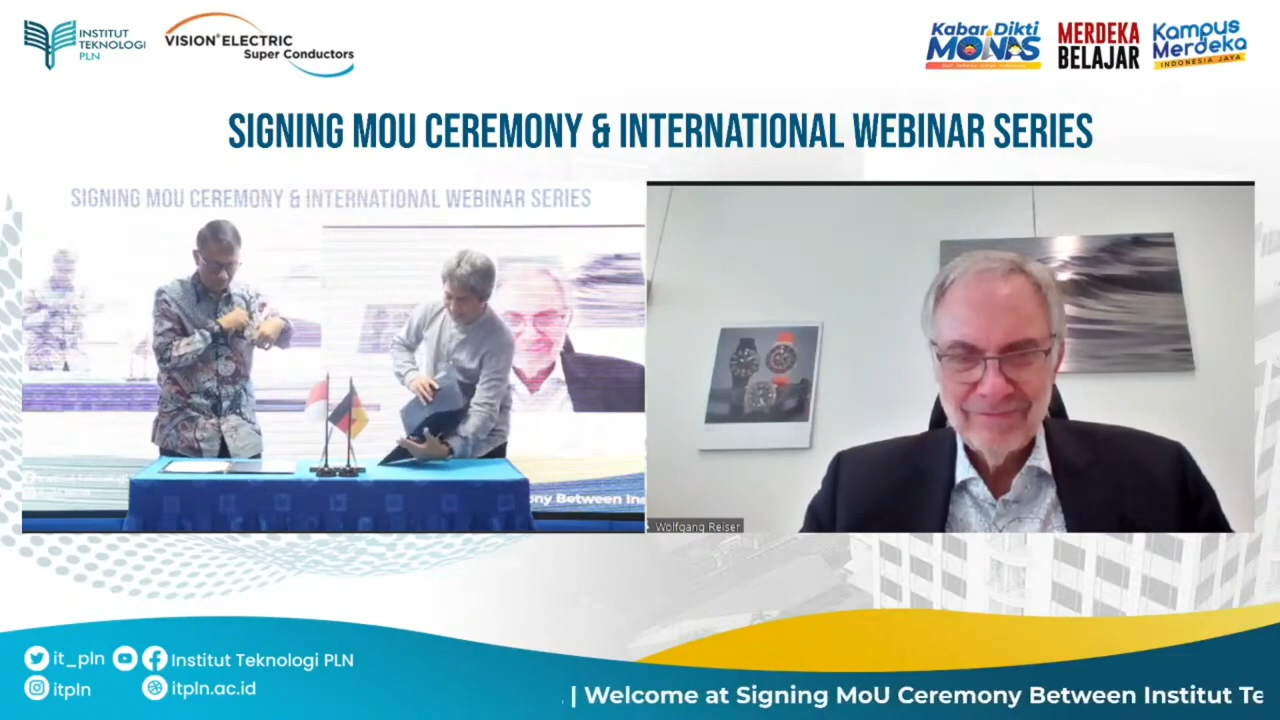 INSTITUT
TEKNOLOGI
PLN
VISION ELECTRIC
Super Conductors
Kabar Dikti
MONAS
MERDEKA
BELAJAR
Kampus
Merdeka
INDONESIA JAYA
SIGNING MOU CEREMONY & INTERNATIONAL WEBINAR SERIES
SIGNING MOU CEREMONY & INTERNATIONAL WEBINAR SERIES
ony Between Ins
Wolfgang Reiser
it_pln
Institut Teknologi PLN
itpln
itpln.ac.id
| Welcome at Signing MoU Ceremony Between Institut Te